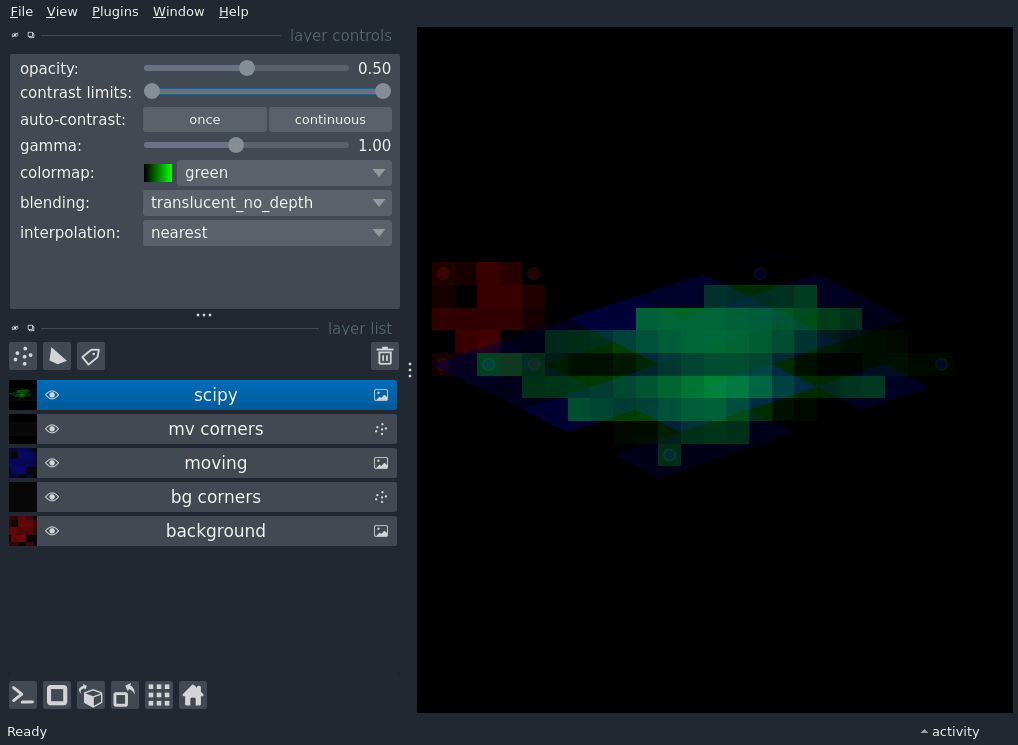 File View Plugins Window Help
layer controls
opacity: 0.50
contrast limits:
auto-contrast: once continuous
gamma: 1.00
colormap: green
blending: translucent_no_depth
interpolation: nearest
layer list
scipy
mv corners
moving
bg corners
background
Ready
activity